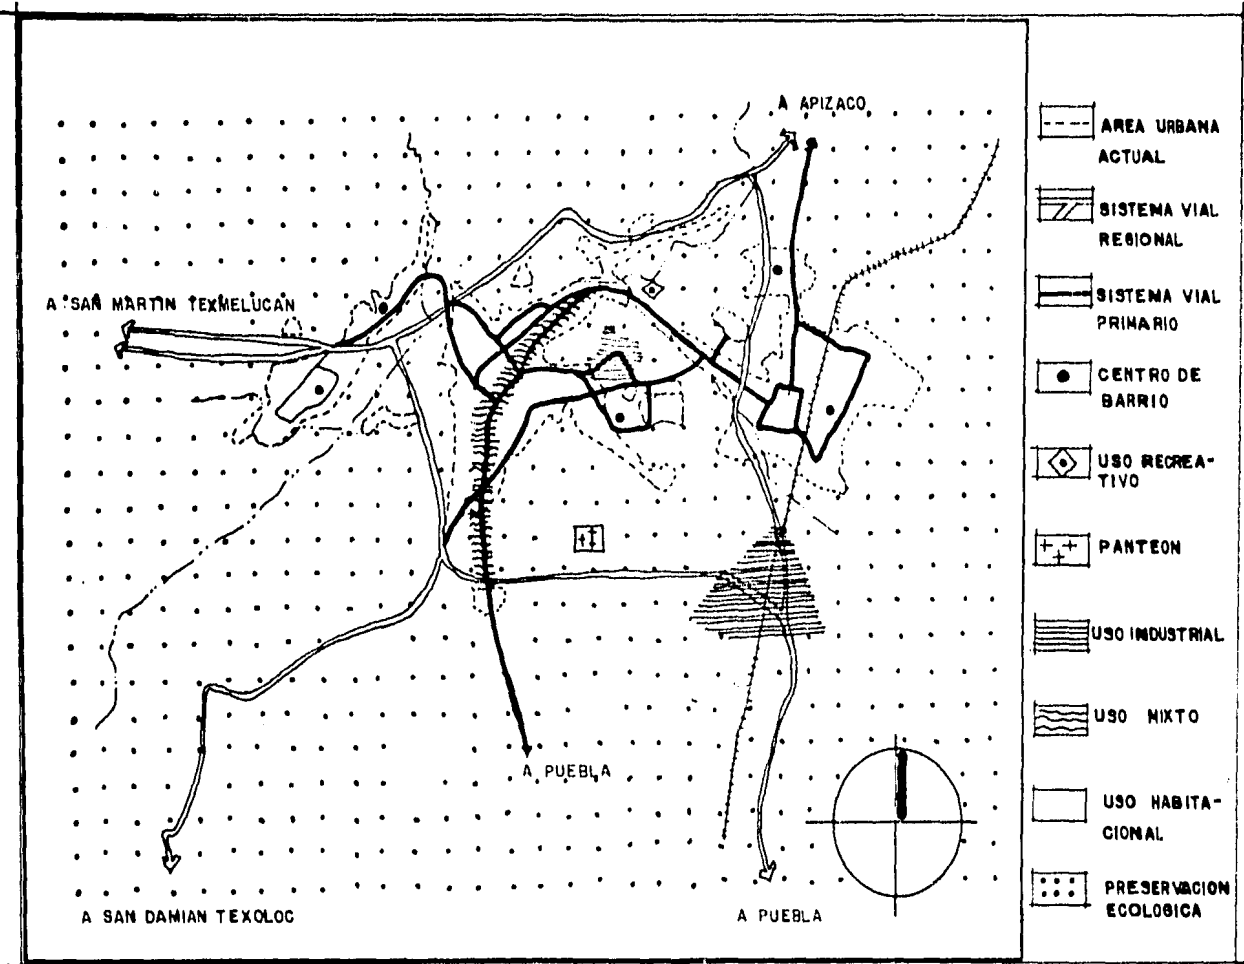 A APIZACO
A SAN MARTIN TEXMELUCAN
A PUEBLA
A SAN DAMIAN TEXOLOC
A PUEBLA
AREA URBANA
ACTUAL
SISTEMA VIAL
REGIONAL
SISTEMA VIAL
PRIMARIO
CENTRO DE
BARRIO
USO RECREA-
TIVO
PANTEON
USO INDUSTRIAL
USO MIXTO
USO HABITA-
CIONAL
PRESERVACION
ECOLOGICA